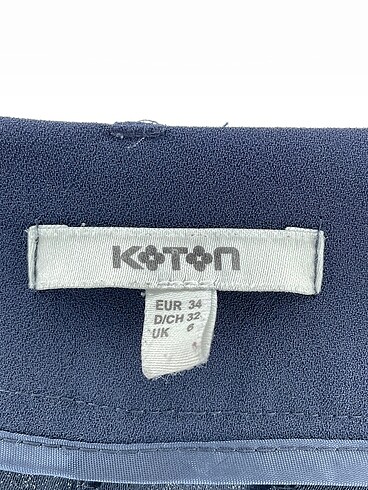 KOTON
EUR 34
D/CH 32
UK 6